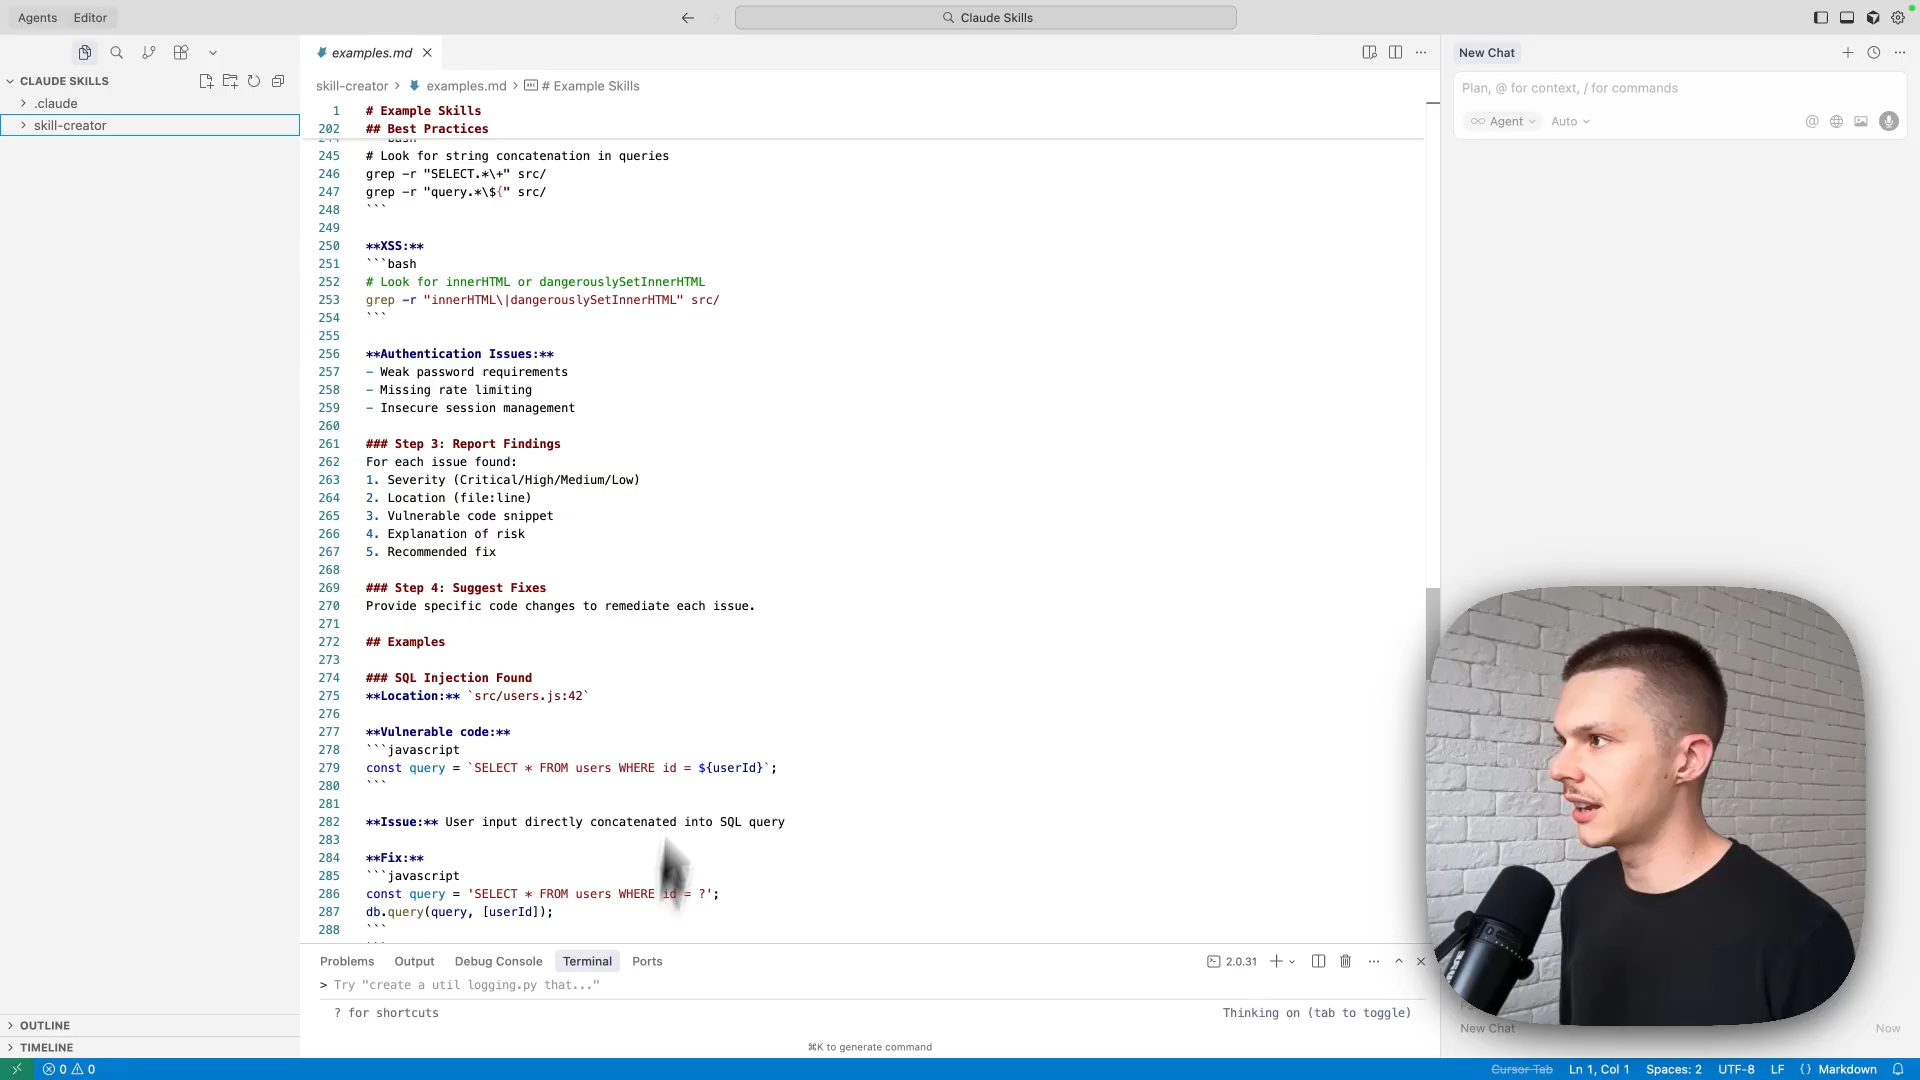 Agents Editor
Claude Skills
CLAUDE SKILLS
.claude
skill-creator
examples.md
skill-creator > examples.md > # Example Skills
1 # Example Skills
202 ## Best Practices
245 # Look for string concatenation in queries
246 grep -r "SELECT.*\+" src/
247 grep -r "query.*\${" src/
248 ```
249
250 **XSS:**
251 ```bash
252 # Look for innerHTML or dangerouslySetInnerHTML
253 grep -r "innerHTML\|dangerouslySetInnerHTML" src/
254 ```
255
256 **Authentication Issues:**
257 - Weak password requirements
258 - Missing rate limiting
259 - Insecure session management
260
261 ### Step 3: Report Findings
262 For each issue found:
263 1. Severity (Critical/High/Medium/Low)
264 2. Location (file:line)
265 3. Vulnerable code snippet
266 4. Explanation of risk
267 5. Recommended fix
268
269 ### Step 4: Suggest Fixes
270 Provide specific code changes to remediate each issue.
271
272 ## Examples
273
274 ### SQL Injection Found
275 **Location:** `src/users.js:42`
276
277 **Vulnerable code:**
278 ```javascript
279 const query = `SELECT * FROM users WHERE id = ${userId}`;
280 ```
281
282 **Issue:** User input directly concatenated into SQL query
283
284 **Fix:**
285 ```javascript
286 const query = 'SELECT * FROM users WHERE id = ?';
287 db.query(query, [userId]);
288 ```
Problems Output Debug Console Terminal Ports
2.0.31
> Try "create a util logging.py that..."
? for shortcuts
Thinking on (tab to toggle)
⌘K to generate command
New Chat
Plan, @ for context, / for commands
Agent Auto
New Chat Now
OUTLINE
TIMELINE
0 0
Cursor Tab Ln 1, Col 1 Spaces: 2 UTF-8 LF {} Markdown